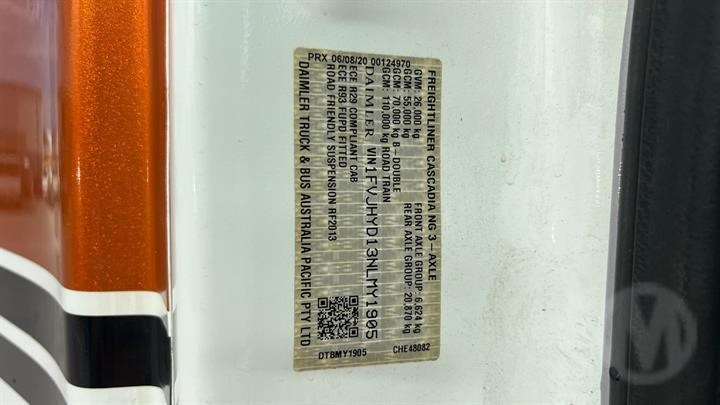 FREIGHTLINER CASCADIA NG 3-AXLE
GVM: 26,000 kg FRONT AXLE GROUP: 6,624 kg
GCM: 55,000 kg REAR AXLE GROUP: 20,870 kg
GCM: 70,000 kg B-DOUBLE
GCM: 110,000 kg ROAD TRAIN
DAIMLER VIN 1FVJHYD13NLMY1905
ECE R29 COMPLIANT CAB
ECE R93 FUPD FITTED
ROAD FRIENDLY SUSPENSION RF2013
DAIMLER TRUCK & BUS AUSTRALIA PACIFIC PTY LTD
PRX 06/08/20 00124970
DTBMY1905 CHE48082